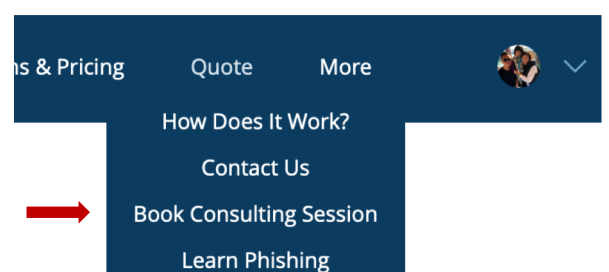 ns & Pricing Quote More
How Does It Work?
Contact Us
Book Consulting Session
Learn Phishing